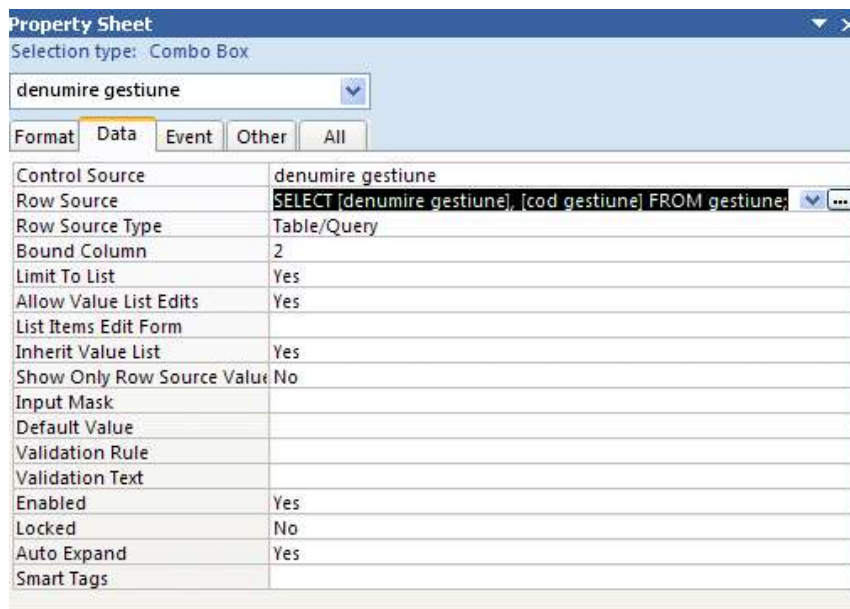 Property Sheet
Selection type: Combo Box
denumire gestiune
Format Data Event Other All
Control Source denumire gestiune
Row Source SELECT [denumire gestiune], [cod gestiune] FROM gestiune; ...
Row Source Type Table/Query
Bound Column 2
Limit To List Yes
Allow Value List Edits Yes
List Items Edit Form
Inherit Value List Yes
Show Only Row Source Value No
Input Mask
Default Value
Validation Rule
Validation Text
Enabled Yes
Locked No
Auto Expand Yes
Smart Tags